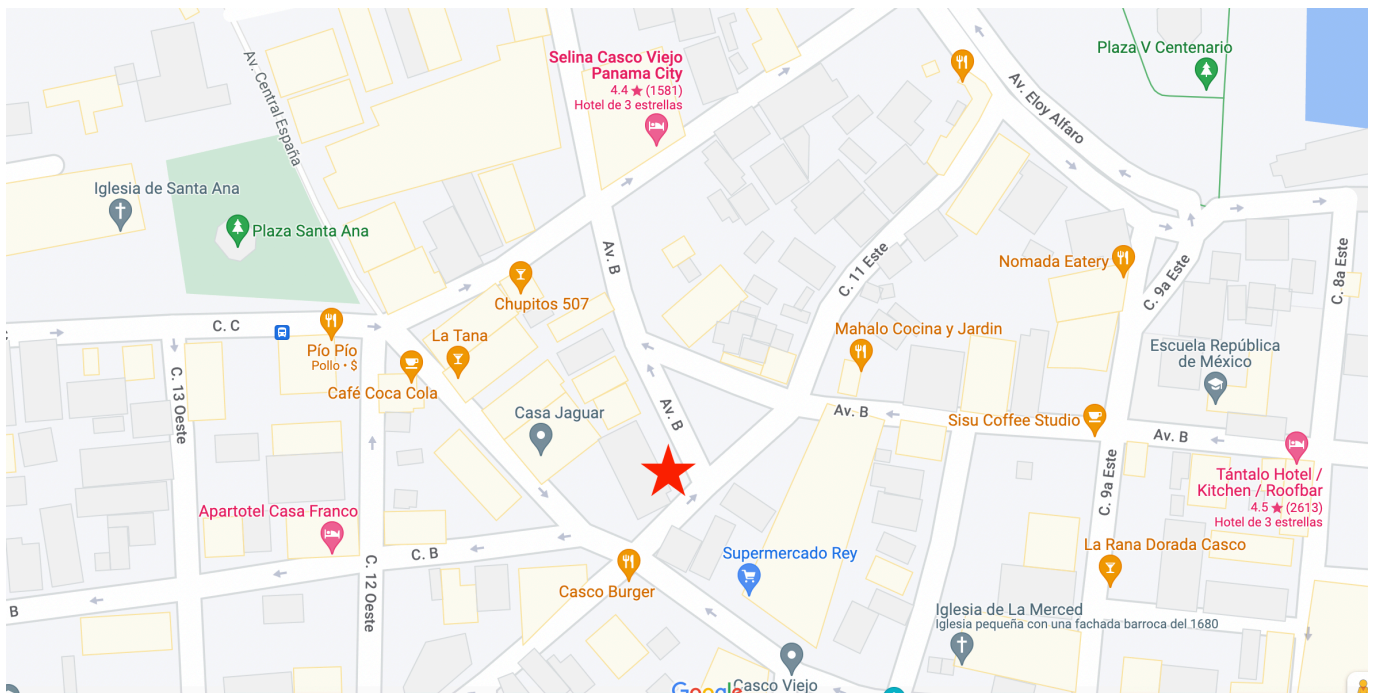 Plaza V Centenario
Selina Casco Viejo
Panama City
4.4 ★ (1581)
Hotel de 3 estrellas
Av. Central España
Av. Eloy Alfaro
Iglesia de Santa Ana
Plaza Santa Ana
Av. B
C. 11 Este
Nomada Eatery
C. 9a Este
C. 8a Este
Chupitos 507
C. C
Pío Pío
Pollo • $
La Tana
Café Coca Cola
Mahalo Cocina y Jardin
Escuela República
de México
C. 13 Oeste
Casa Jaguar
Av. B
Av. B
Sisu Coffee Studio
Av. B
Tántalo Hotel /
Kitchen / Roofbar
4.5 ★ (2613)
Hotel de 3 estrellas
C. 9a Este
Apartotel Casa Franco
C. B
La Rana Dorada Casco
Supermercado Rey
Casco Burger
C. 12 Oeste
B
Iglesia de La Merced
Iglesia pequeña con una fachada barroca del 1680
Google
Casco Viejo